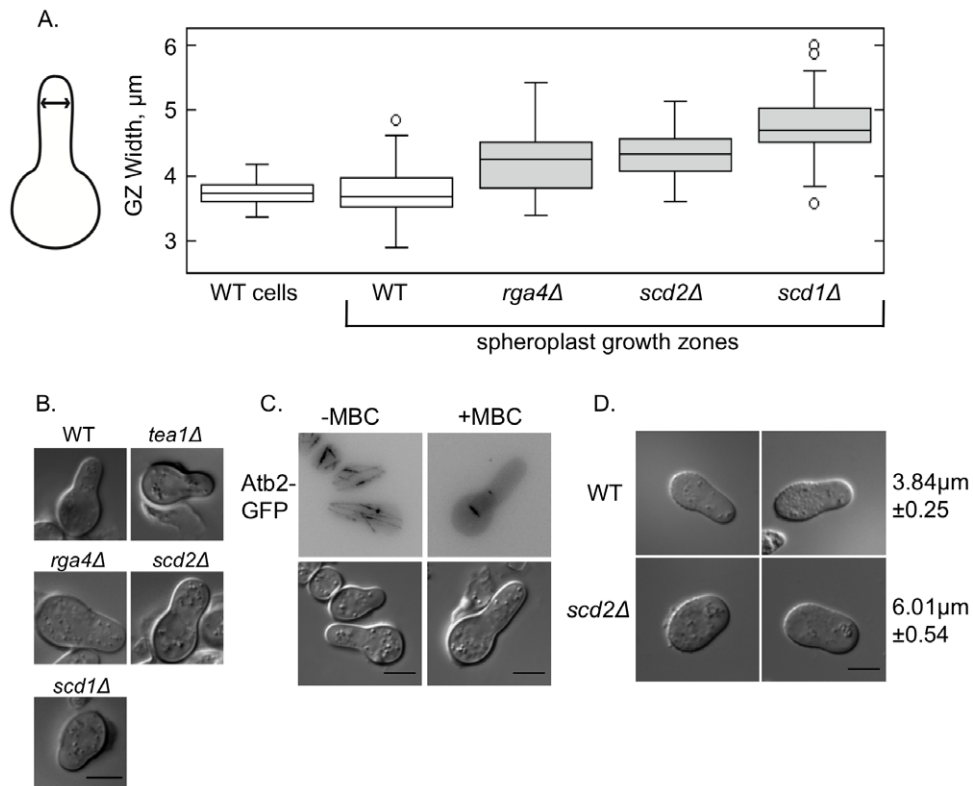 A.
GZ Width, µm
6
5
4
3
WT cells
WT
rga4Δ
scd2Δ
scd1Δ
spheroplast growth zones
B.
WT
tea1Δ
rga4Δ
scd2Δ
scd1Δ
C.
-MBC
+MBC
Atb2-
GFP
D.
WT
3.84µm
±0.25
scd2Δ
6.01µm
±0.54